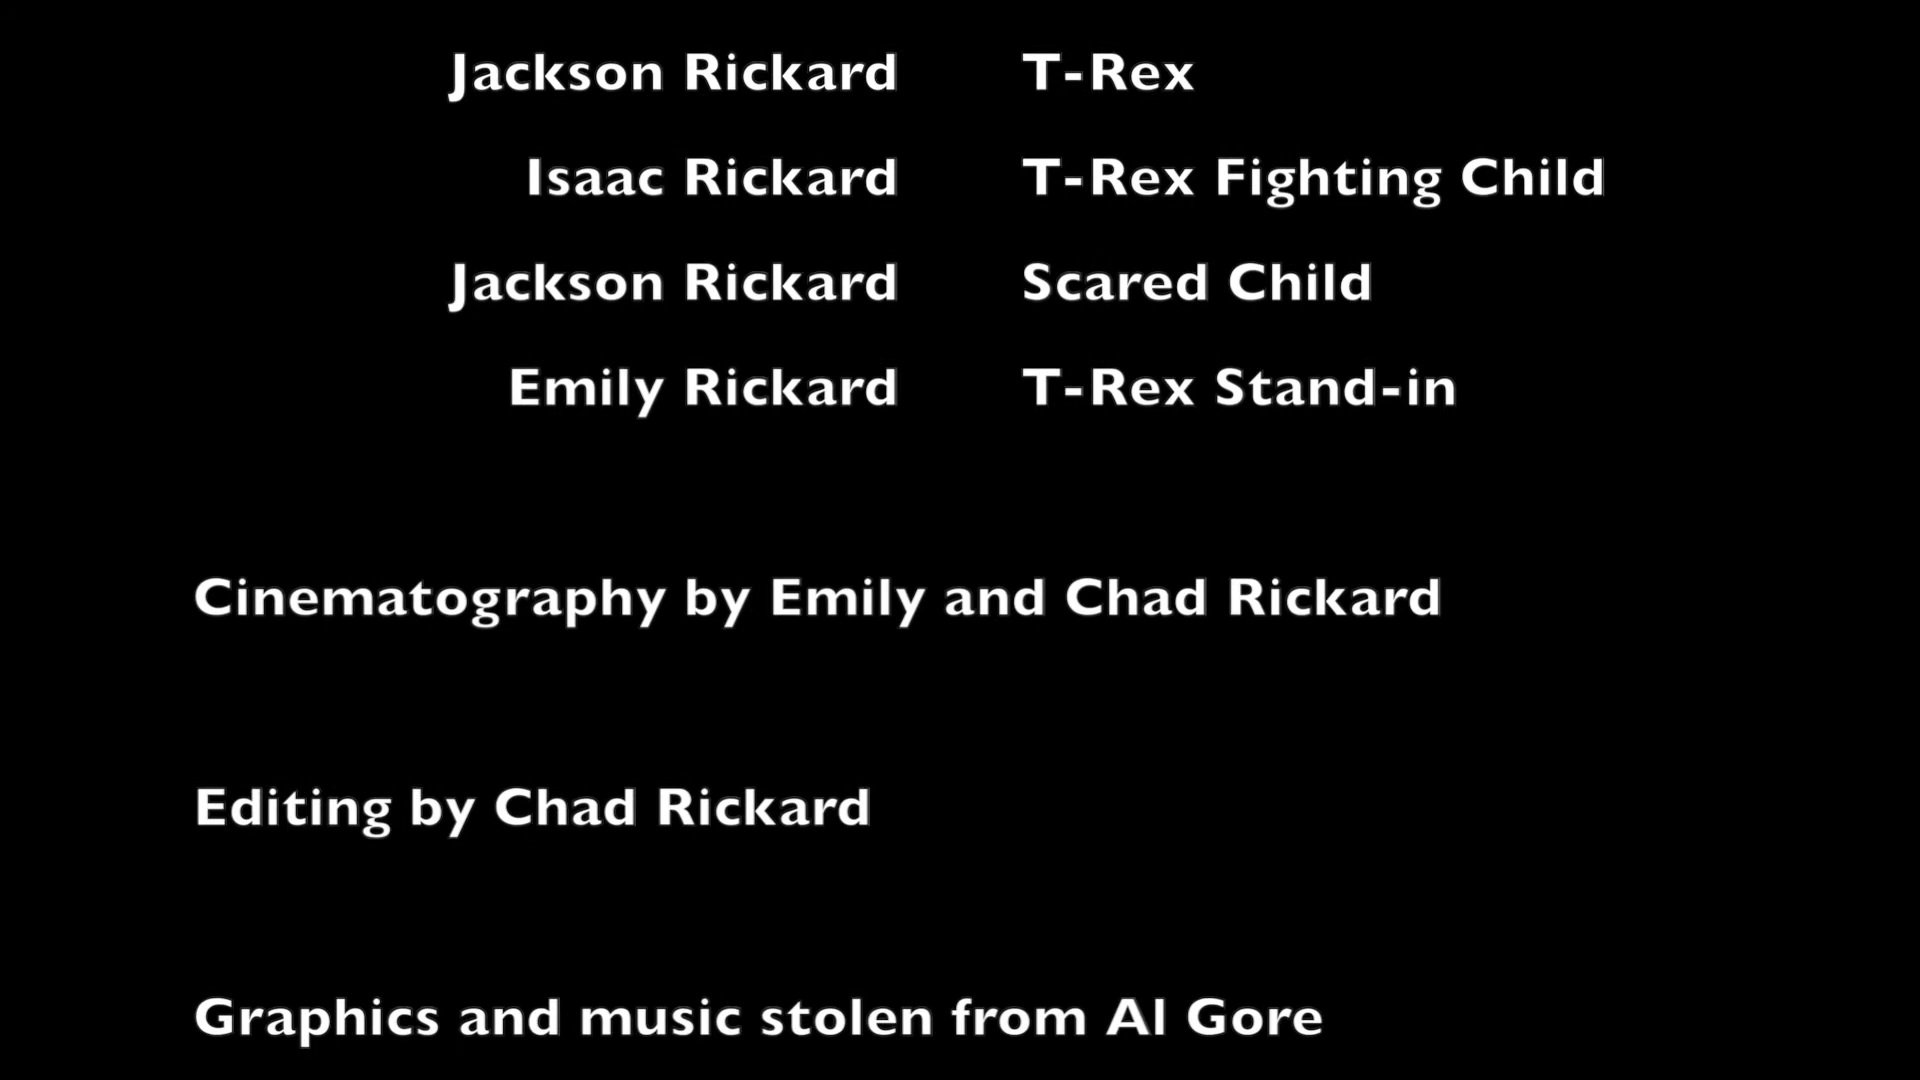 Jackson Rickard T-Rex
Isaac Rickard T-Rex Fighting Child
Jackson Rickard Scared Child
Emily Rickard T-Rex Stand-in
Cinematography by Emily and Chad Rickard
Editing by Chad Rickard
Graphics and music stolen from Al Gore